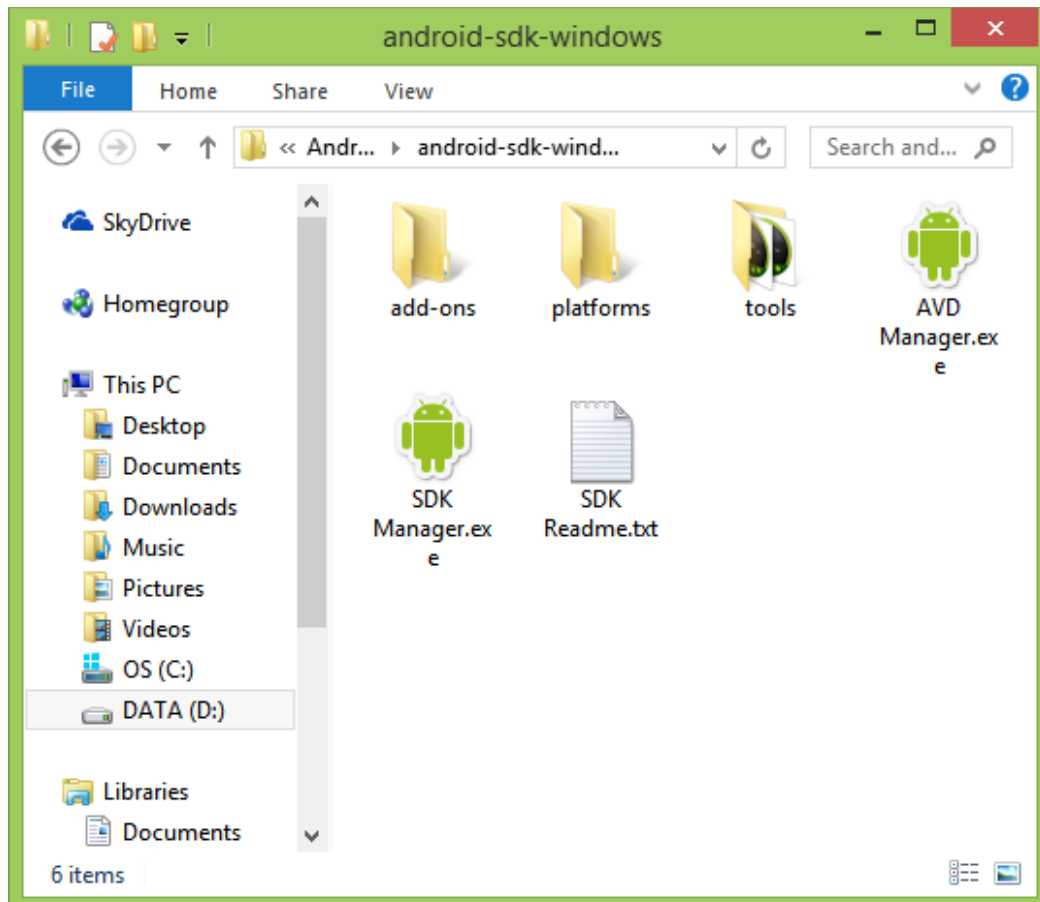 android-sdk-windows
File Home Share View
« Andr... android-sdk-wind... Search and...
SkyDrive
Homegroup
This PC
Desktop
Documents
Downloads
Music
Pictures
Videos
OS (C:)
DATA (D:)
Libraries
Documents
add-ons
platforms
tools
AVD
Manager.ex
e
SDK
Manager.ex
e
SDK
Readme.txt
6 items